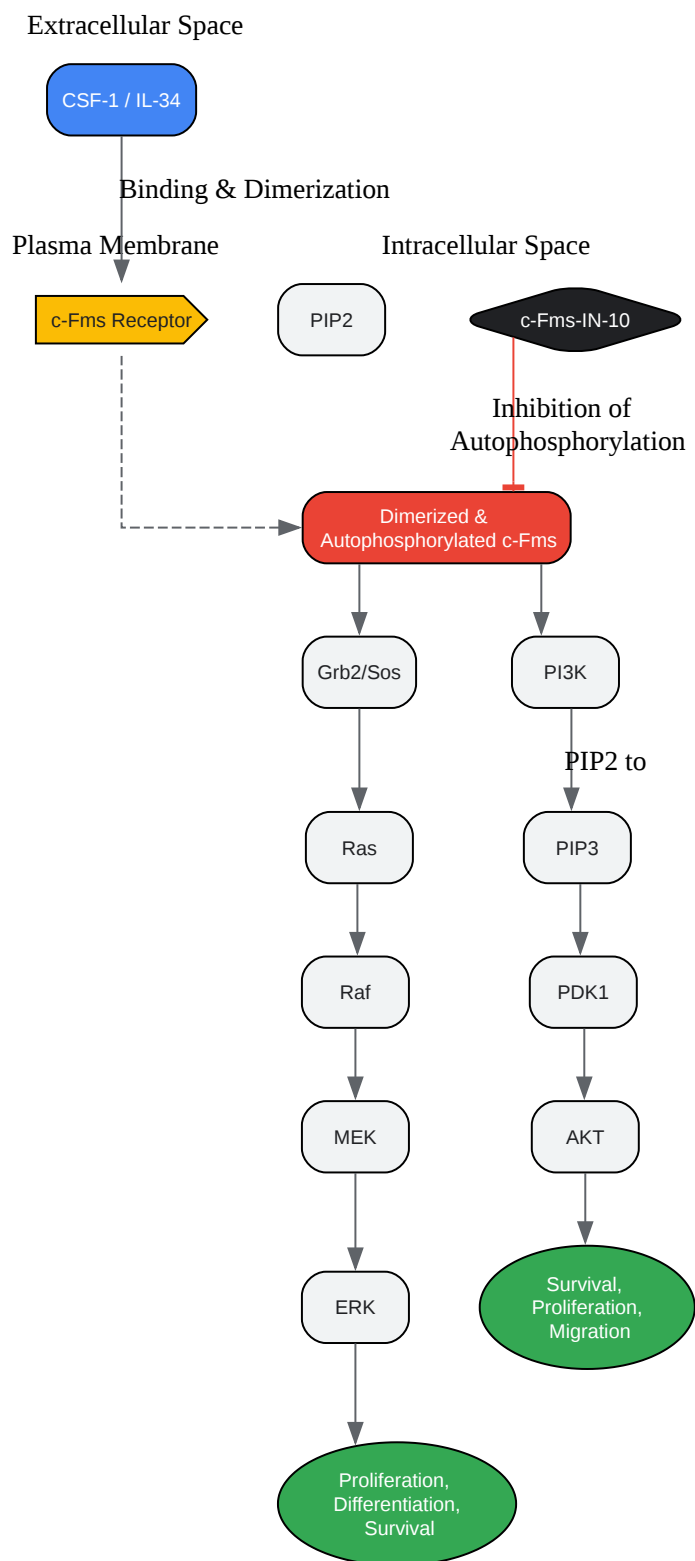 Extracellular Space
CSF-1 / IL-34
Binding & Dimerization
Plasma Membrane
Intracellular Space
c-Fms Receptor
PIP2
c-Fms-IN-10
Inhibition of
Autophosphorylation
Dimerized &
Autophosphorylated c-Fms
Grb2/Sos
PI3K
PIP2 to
Ras
PIP3
Raf
PDK1
MEK
AKT
ERK
Survival,
Proliferation,
Migration
Proliferation,
Differentiation,
Survival